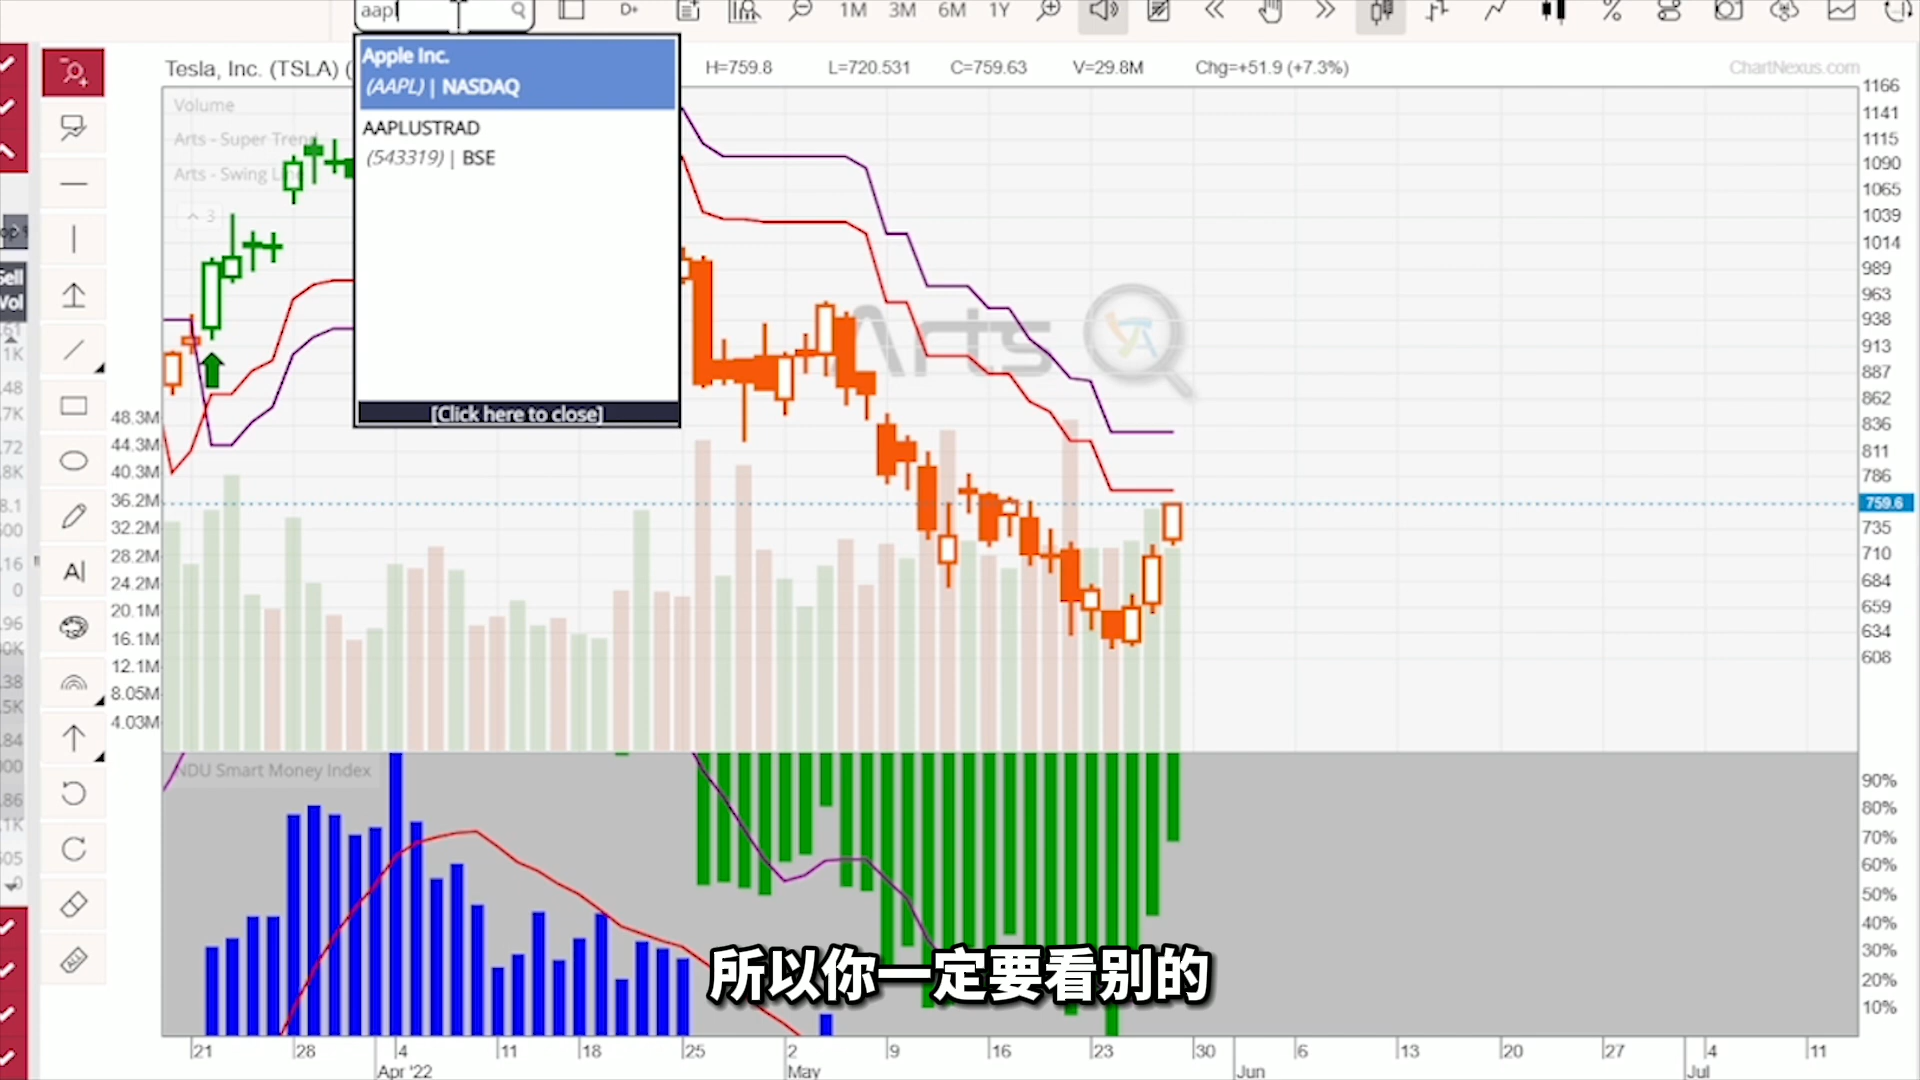 aapl
D+
1M 3M 6M 1Y
%
Apple Inc.
(AAPL) | NASDAQ
AAPLUSTRAD
(543319) | BSE
[Click here to close]
Tesla, Inc. (TSLA) (
H=759.8 L=720.531 C=759.63 V=29.8M Chg=+51.9 (+7.3%)
ChartNexus.com
Volume
Arts - Super Trend
Arts - Swing Li
3
Arts
1166
1141
1115
1090
1065
1039
1014
989
963
938
913
887
862
836
811
786
759.6
735
710
684
659
634
608
48.3M
44.3M
40.3M
36.2M
32.2M
28.2M
24.2M
20.1M
16.1M
12.1M
8.05M
4.03M
A|
ALL
ell
Vol
NDU Smart Money Index
90%
80%
70%
60%
50%
40%
30%
20%
10%
所以你一定要看别的
21 28 4 11 18 25 2 9 16 23 30 6 13 20 27 4 11
Apr '22 May Jun Jul